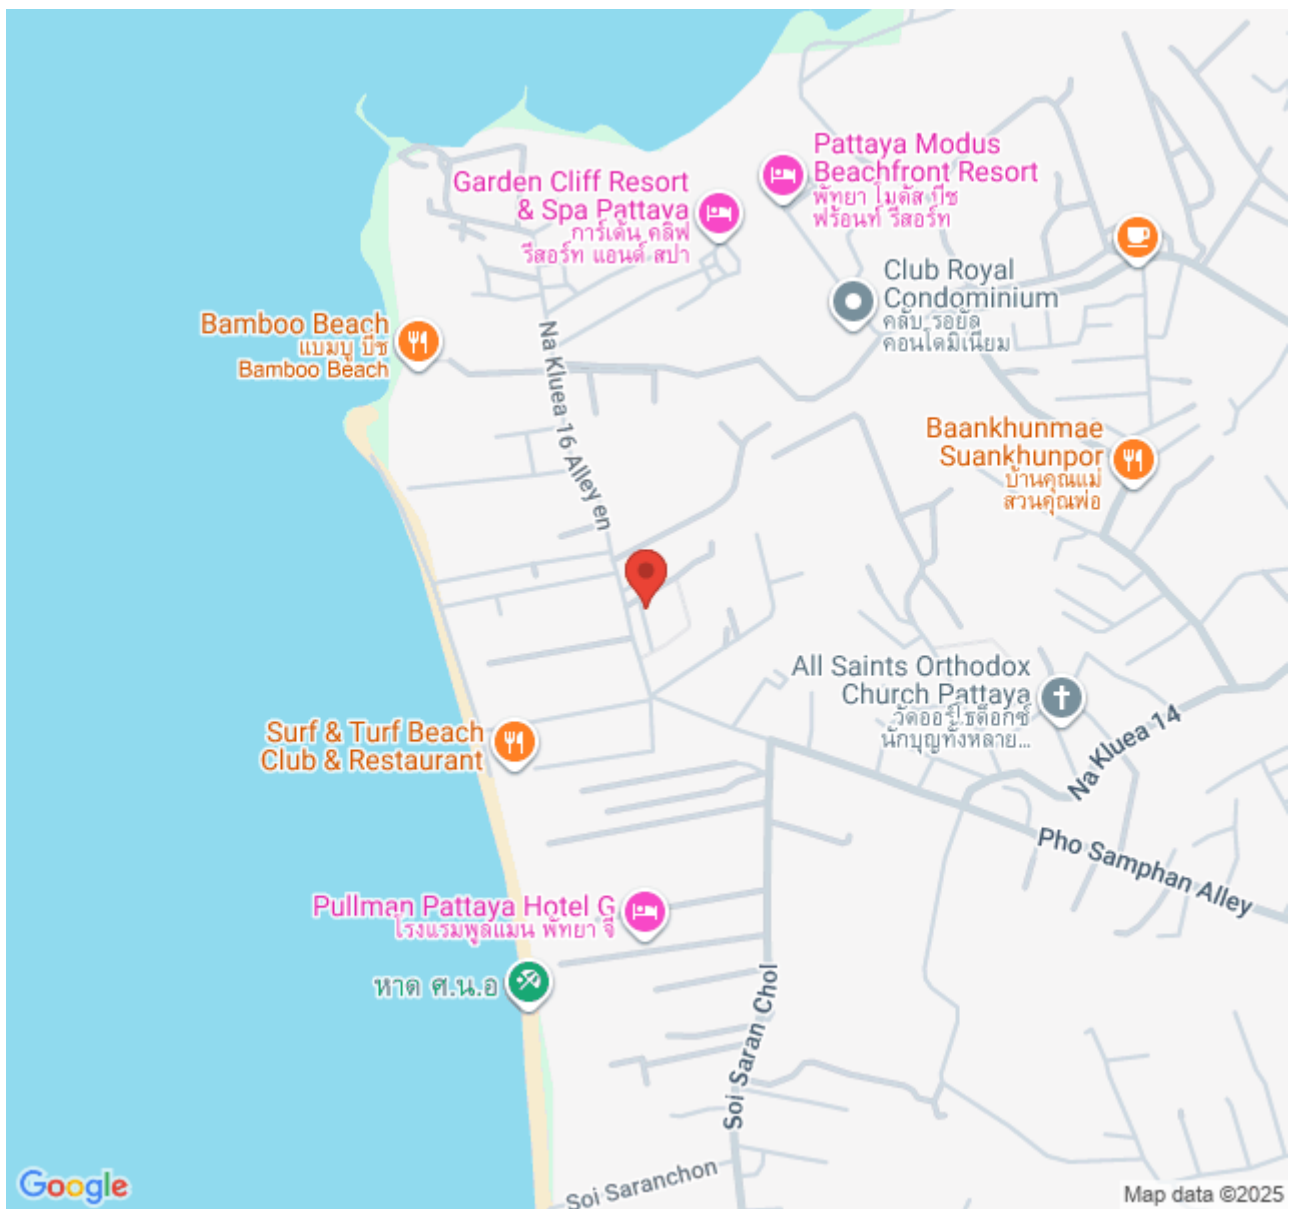 Pattaya Modus
Beachfront Resort
พัทยา โมดัส บีช
ฟร้อนท์ รีสอร์ท
Garden Cliff Resort
& Spa Pattaya
การ์เด้น คลิฟ
รีสอร์ท แอนด์ สปา
Club Royal
Condominium
คลับ รอยัล
คอนโดมิเนียม
Bamboo Beach
แบมบู บีช
Bamboo Beach
Na Kluea 16 Alley en
Baankhunmae
Suankhunpor
บ้านคุณแม่
สวนคุณพ่อ
All Saints Orthodox
Church Pattaya
วัดออร์โธด็อกซ์
นักบุญทั้งหลาย...
Na Kluea 14
Surf & Turf Beach
Club & Restaurant
Pho Samphan Alley
Pullman Pattaya Hotel G
โรงแรมพูลแมน พัทยา จี
หาด ศ.น.อ
Soi Saran Chol
Soi Saranchon
Google
Map data ©2025